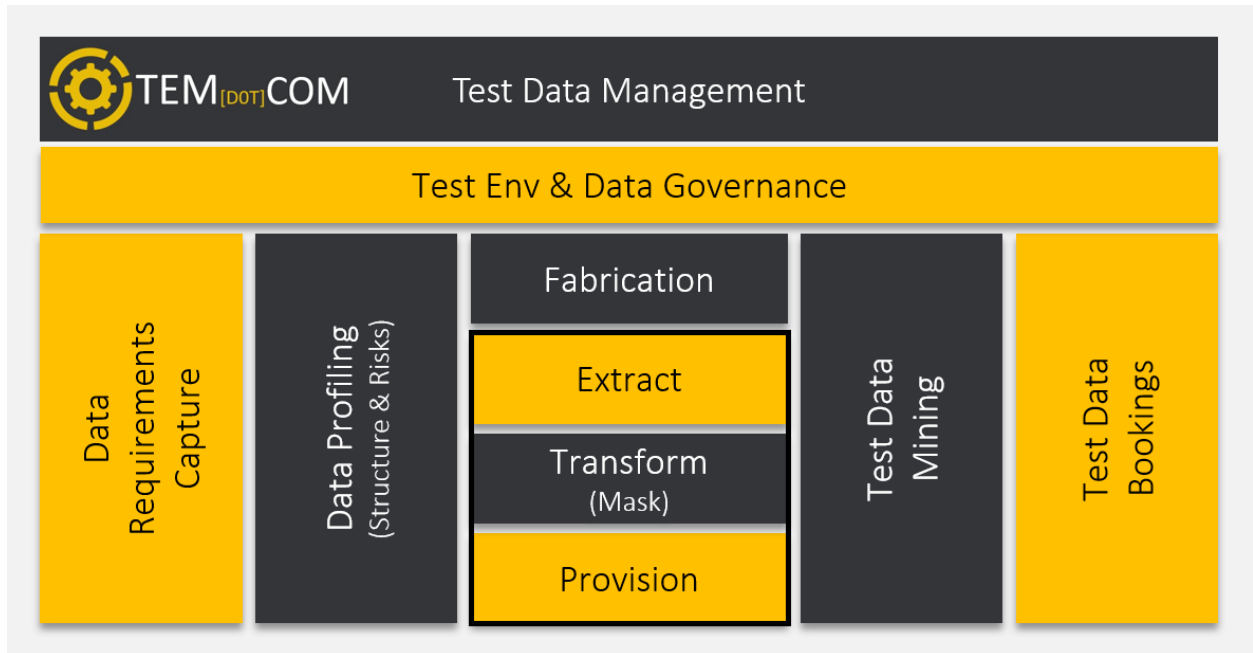 TEM[DOT]COM
Test Data Management
Test Env & Data Governance
Data
Requirements
Capture
Data Profiling
(Structure & Risks)
Fabrication
Extract
Transform
(Mask)
Provision
Test Data
Mining
Test Data
Bookings